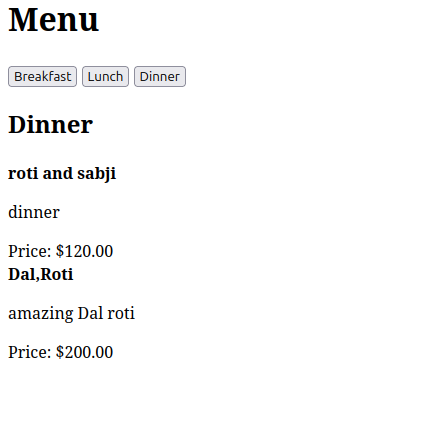 Menu
Breakfast Lunch Dinner
Dinner
roti and sabji
dinner
Price: $120.00
Dal,Roti
amazing Dal roti
Price: $200.00